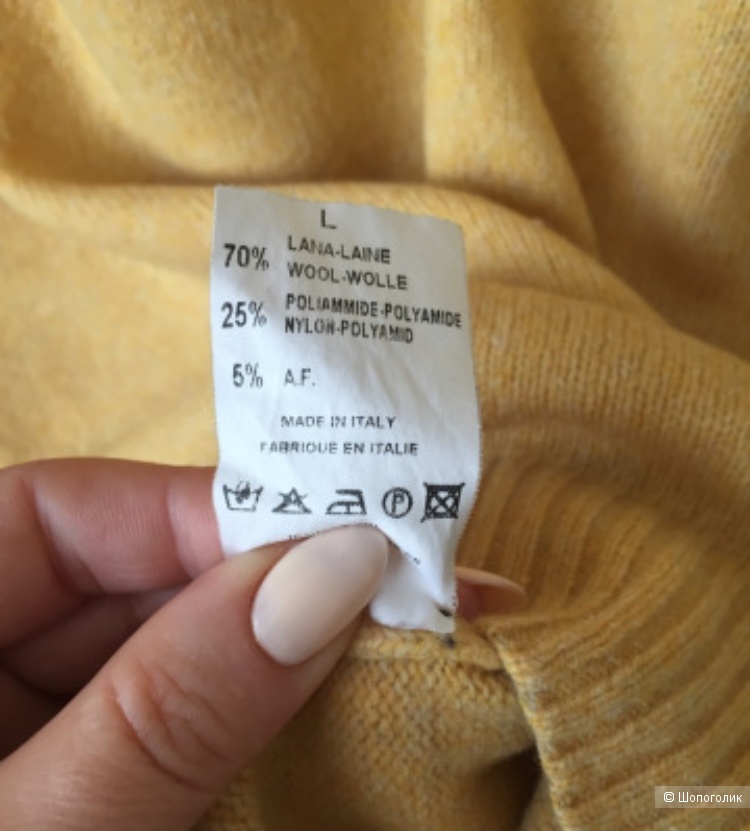 L
70% LANA-LAINE
WOOL-WOLLE
25% POLIAMMIDE-POLYAMIDE
NYLON-POLYAMID
5% A.F.
MADE IN ITALY
FABRIQUE EN ITALIE
P
© Шопоголик